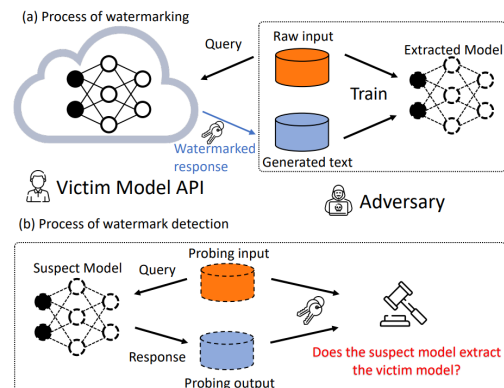 (a) Process of watermarking
Query
Raw input
Extracted Model
Train
Watermarked
response
Generated text
Victim Model API
Adversary
(b) Process of watermark detection
Suspect Model
Query
Probing input
Response
Probing output
Does the suspect model extract
the victim model?